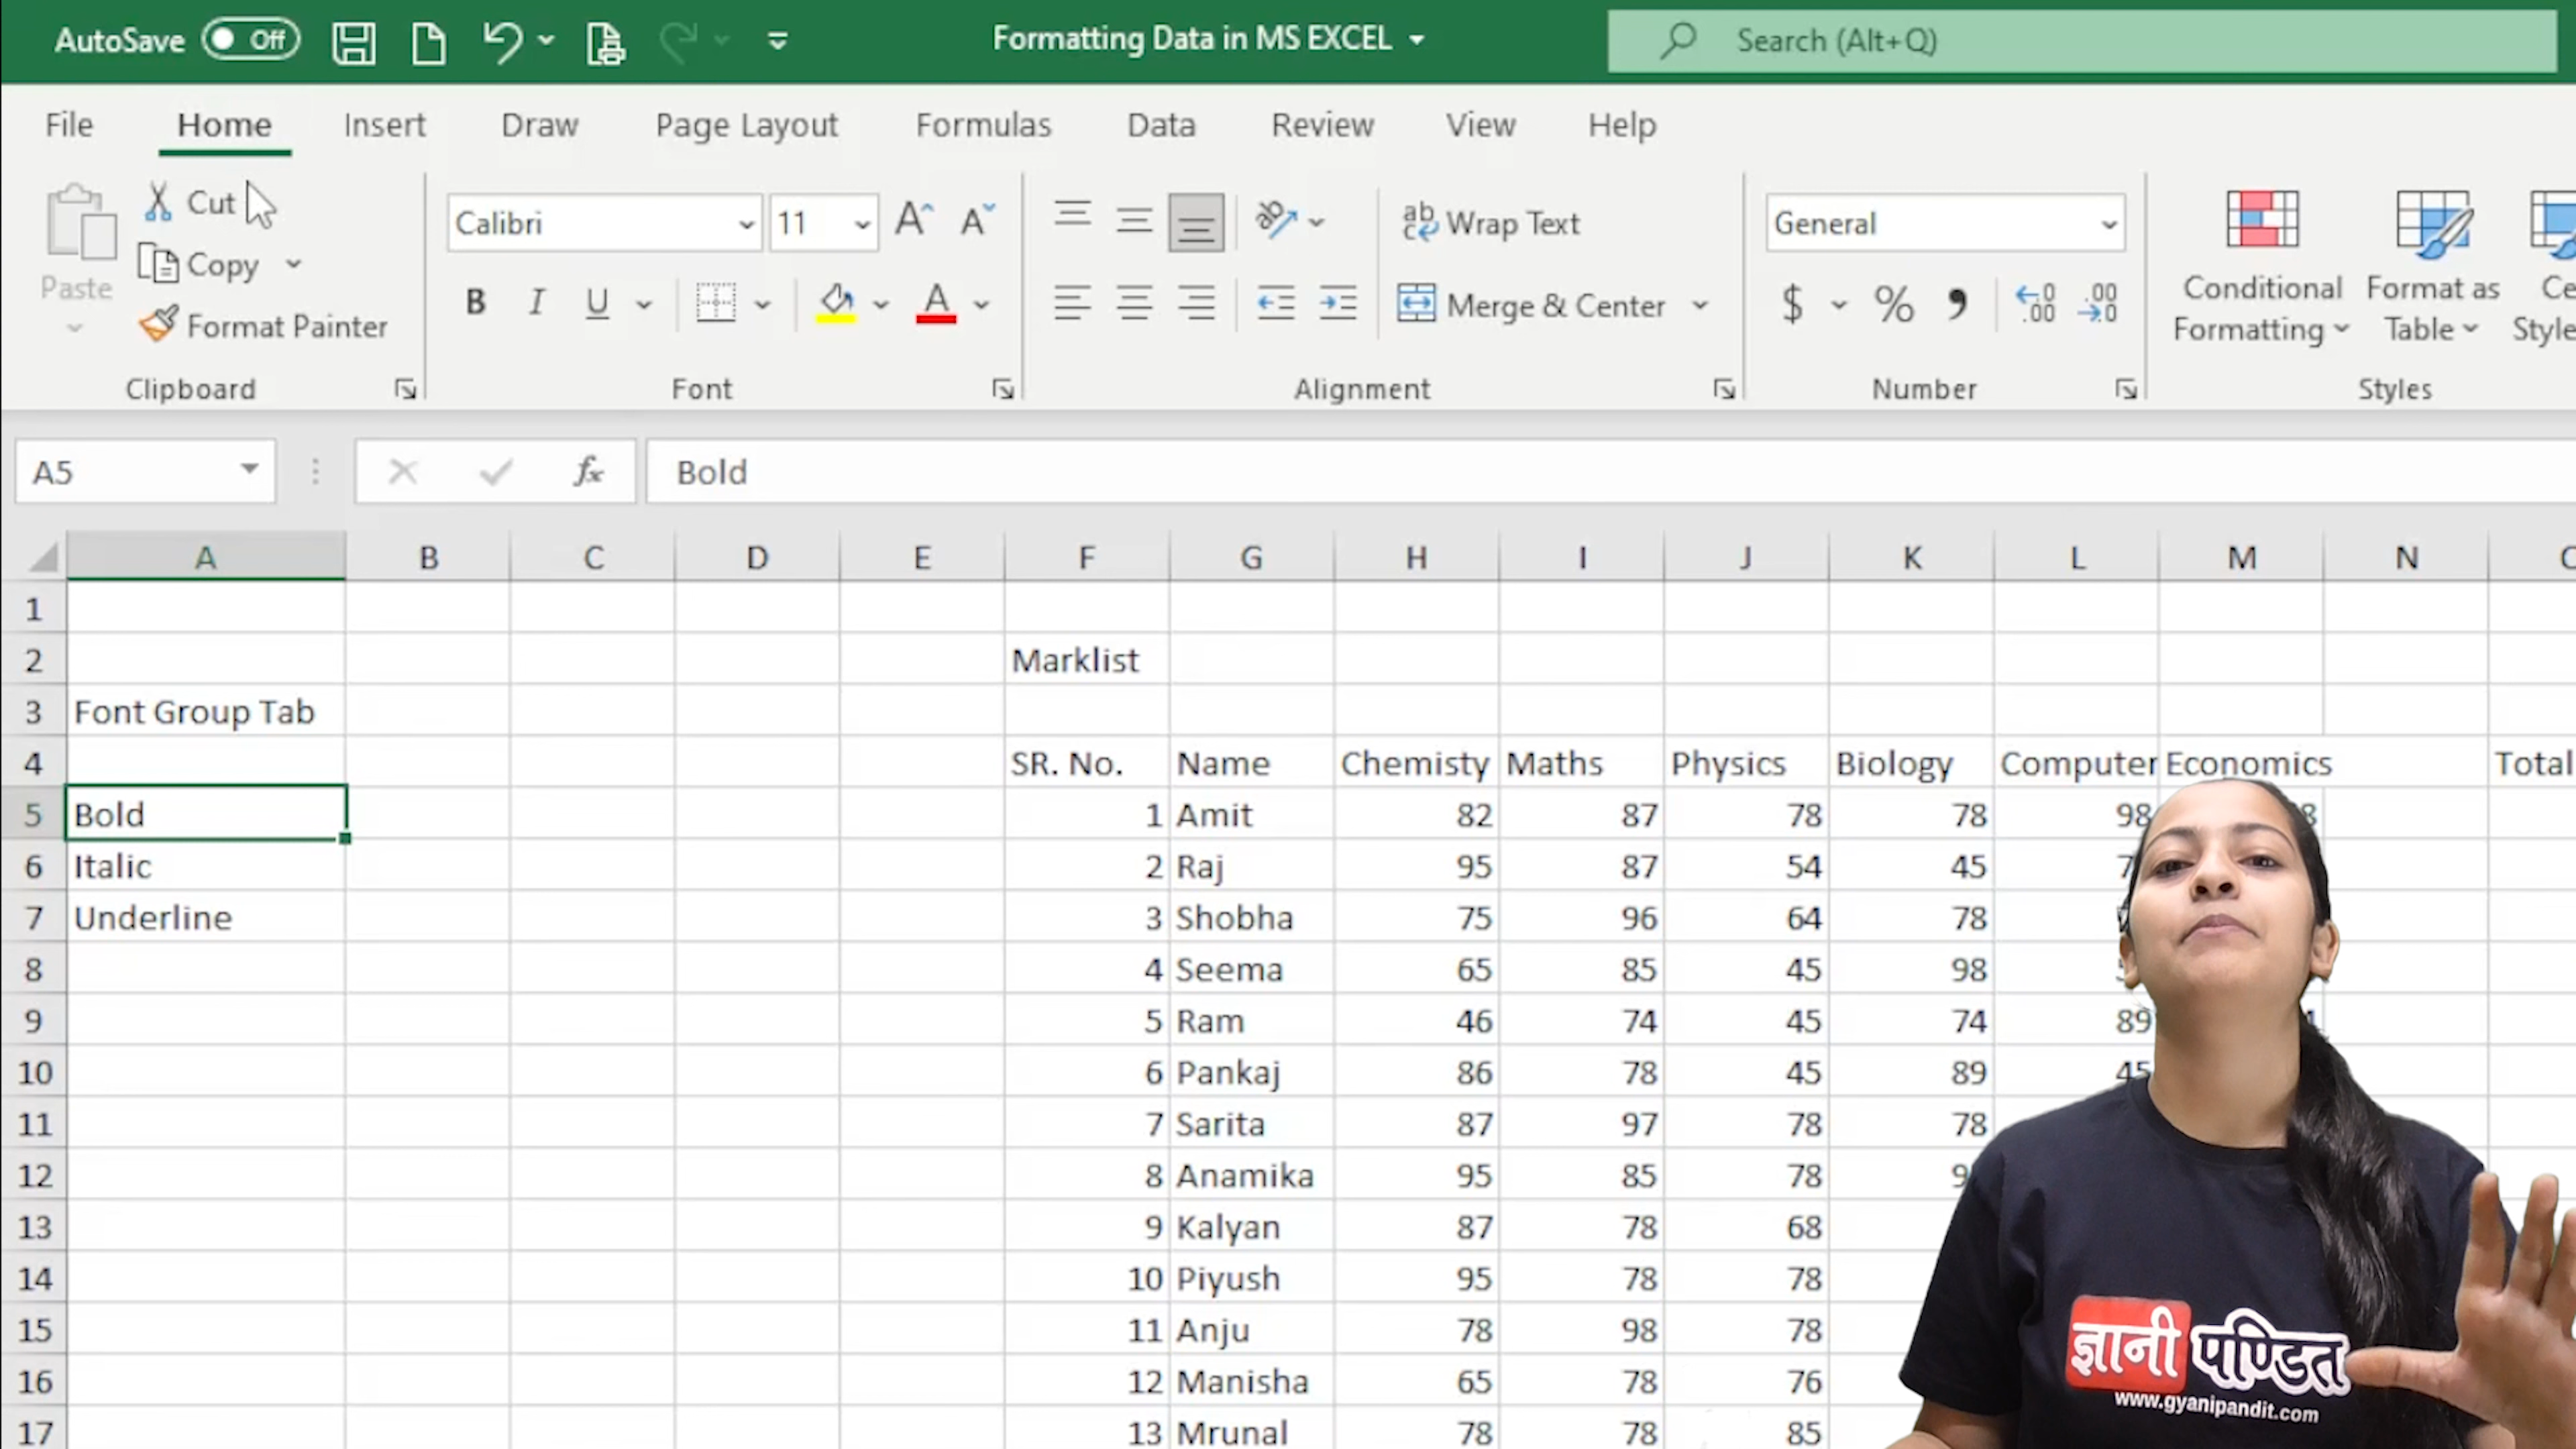 AutoSave Off Formatting Data in MS EXCEL Search (Alt+Q)
File Home Insert Draw Page Layout Formulas Data Review View Help
Paste
Cut
Copy
Format Painter
Clipboard
Calibri 11
B I U
Font
Wrap Text
Merge & Center
Alignment
General
$ % ,
Number
Conditional Formatting
Format as Table
Styles
A5 fx Bold
A B C D E F G H I J K L M N
1
2 Marklist
3 Font Group Tab
4 SR. No. Name Chemisty Maths Physics Biology Computer Economics Total
5 Bold 1 Amit 82 87 78 78 98
6 Italic 2 Raj 95 87 54 45
7 Underline 3 Shobha 75 96 64 78
8 4 Seema 65 85 45 98
9 5 Ram 46 74 45 74 89
10 6 Pankaj 86 78 45 89 45
11 7 Sarita 87 97 78 78
12 8 Anamika 95 85 78
13 9 Kalyan 87 78 68
14 10 Piyush 95 78 78
15 11 Anju 78 98 78
16 12 Manisha 65 78 76
17 13 Mrunal 78 78 85
ज्ञानी पण्डित
www.gyanipandit.com